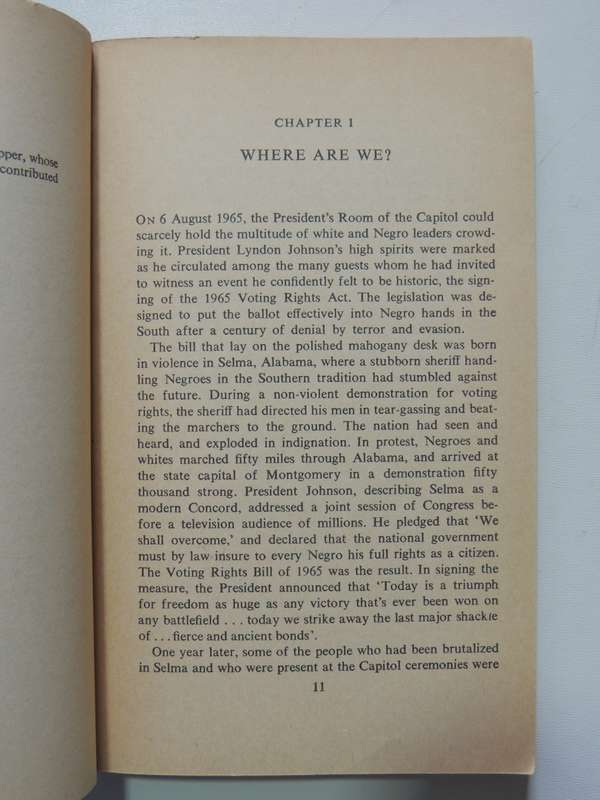 pper, whose
contributed
CHAPTER 1
WHERE ARE WE?
ON 6 August 1965, the President's Room of the Capitol could
scarcely hold the multitude of white and Negro leaders crowd-
ing it. President Lyndon Johnson's high spirits were marked
as he circulated among the many guests whom he had invited
to witness an event he confidently felt to be historic, the sign-
ing of the 1965 Voting Rights Act. The legislation was de-
signed to put the ballot effectively into Negro hands in the
South after a century of denial by terror and evasion.
The bill that lay on the polished mahogany desk was born
in violence in Selma, Alabama, where a stubborn sheriff hand-
ling Negroes in the Southern tradition had stumbled against
the future. During a non-violent demonstration for voting
rights, the sheriff had directed his men in tear-gassing and beat-
ing the marchers to the ground. The nation had seen and
heard, and exploded in indignation. In protest, Negroes and
whites marched fifty miles through Alabama, and arrived at
the state capital of Montgomery in a demonstration fifty
thousand strong. President Johnson, describing Selma as a
modern Concord, addressed a joint session of Congress be-
fore a television audience of millions. He pledged that 'We
shall overcome,' and declared that the national government
must by law insure to every Negro his full rights as a citizen.
The Voting Rights Bill of 1965 was the result. In signing the
measure, the President announced that 'Today is a triumph
for freedom as huge as any victory that's ever been won on
any battlefield . . . today we strike away the last major shackle
of . . . fierce and ancient bonds'.
One year later, some of the people who had been brutalized
in Selma and who were present at the Capitol ceremonies were
11